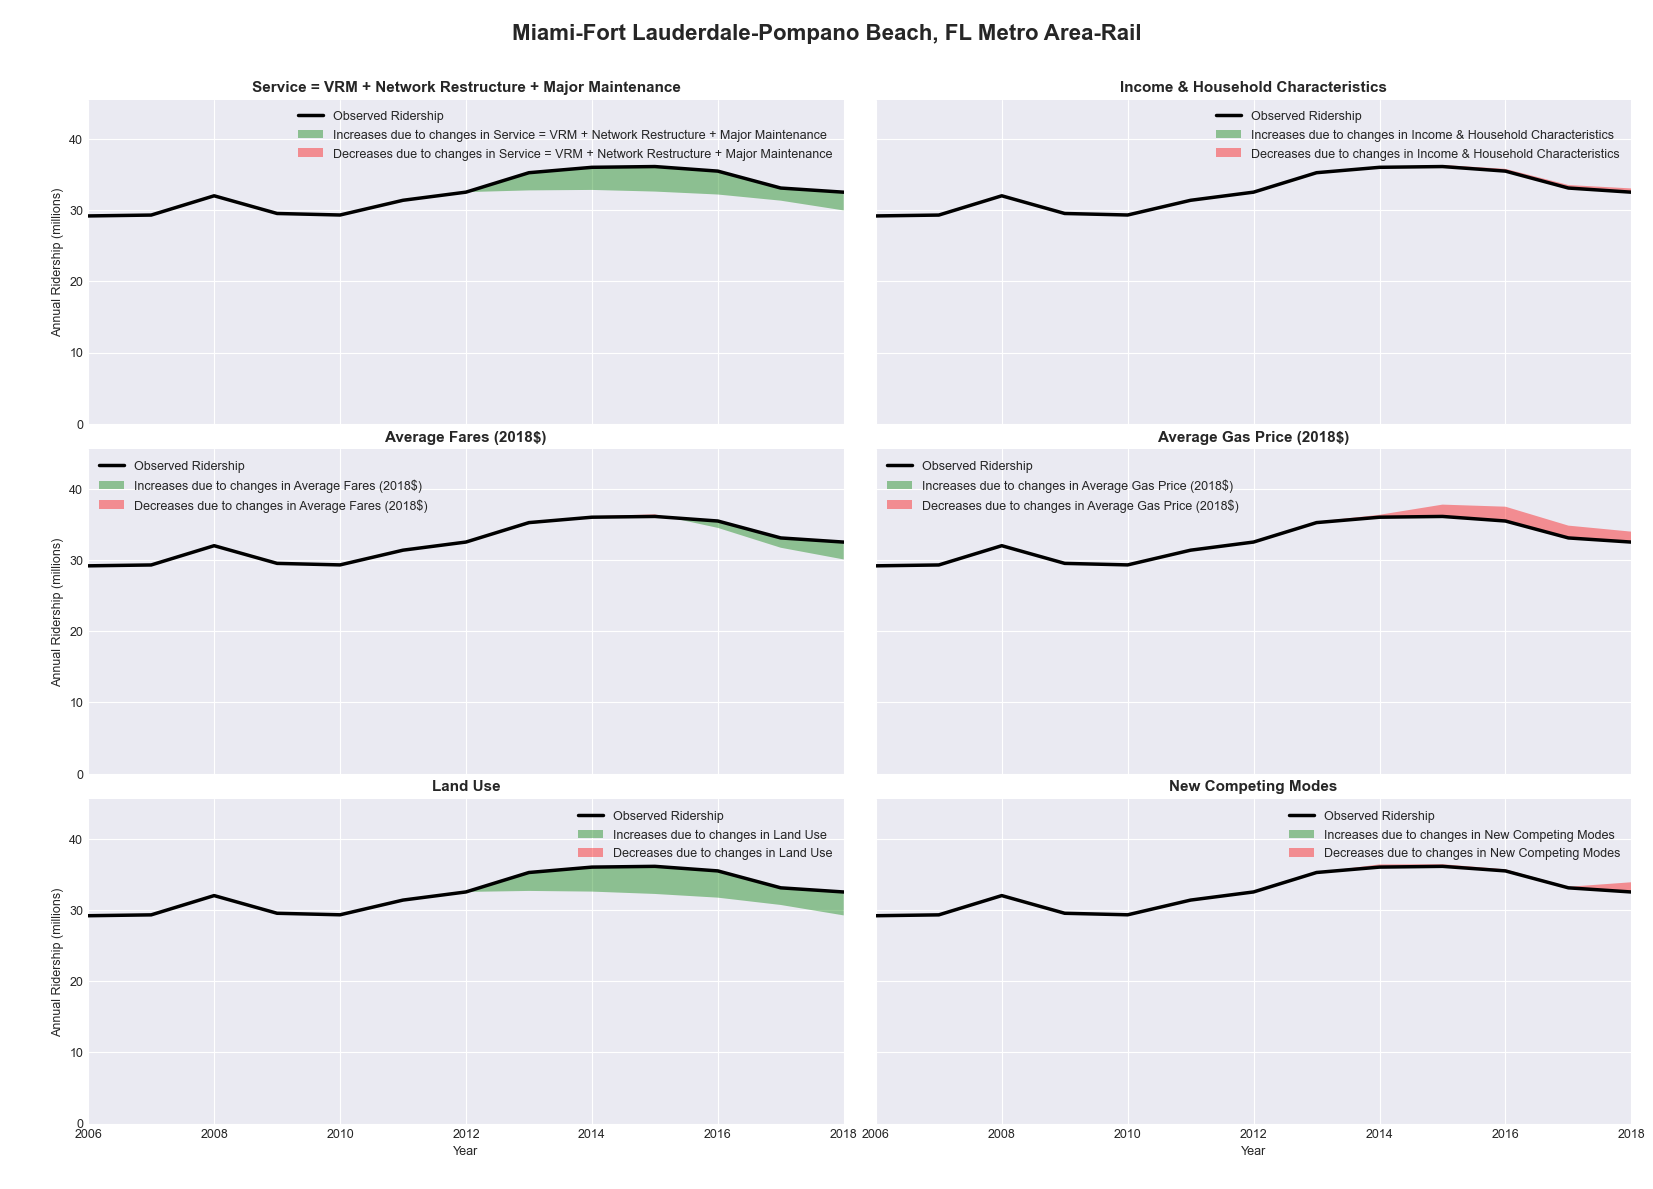 Miami-Fort Lauderdale-Pompano Beach, FL Metro Area-Rail
Service = VRM + Network Restructure + Major Maintenance
Observed Ridership
Increases due to changes in Service = VRM + Network Restructure + Major Maintenance
Decreases due to changes in Service = VRM + Network Restructure + Major Maintenance
Annual Ridership (millions)
40
30
20
10
0
Income & Household Characteristics
Observed Ridership
Increases due to changes in Income & Household Characteristics
Decreases due to changes in Income & Household Characteristics
Average Fares (2018$)
Observed Ridership
Increases due to changes in Average Fares (2018$)
Decreases due to changes in Average Fares (2018$)
Annual Ridership (millions)
40
30
20
10
0
Average Gas Price (2018$)
Observed Ridership
Increases due to changes in Average Gas Price (2018$)
Decreases due to changes in Average Gas Price (2018$)
Land Use
Observed Ridership
Increases due to changes in Land Use
Decreases due to changes in Land Use
Annual Ridership (millions)
40
30
20
10
0
2006 2008 2010 2012 2014 2016 2018
Year
New Competing Modes
Observed Ridership
Increases due to changes in New Competing Modes
Decreases due to changes in New Competing Modes
2006 2008 2010 2012 2014 2016 2018
Year